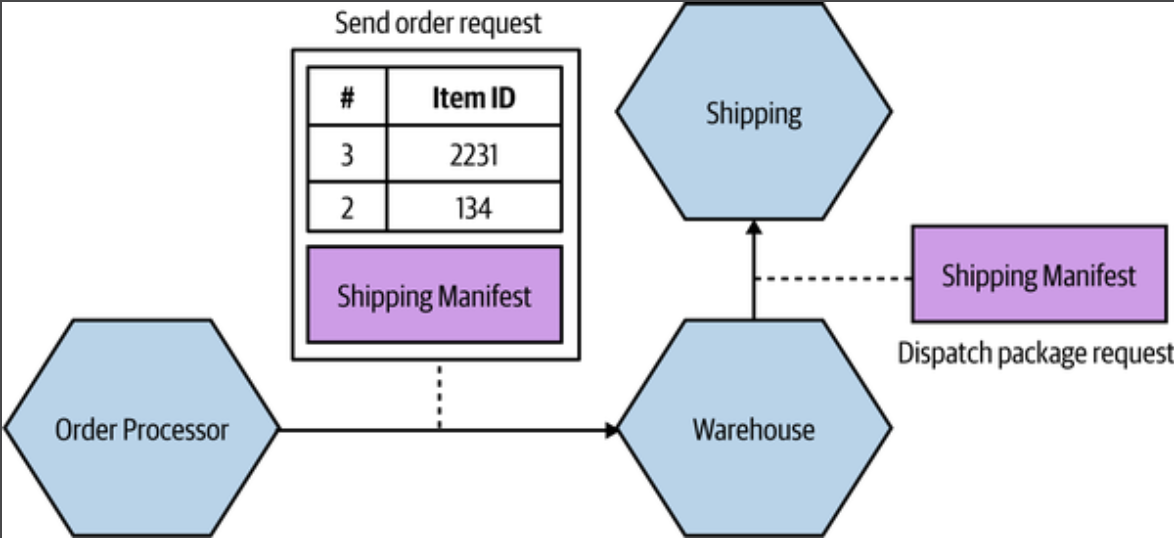 Send order request
# Item ID
3 2231
2 134
Shipping Manifest
Shipping
Shipping Manifest
Dispatch package request
Order Processor
Warehouse